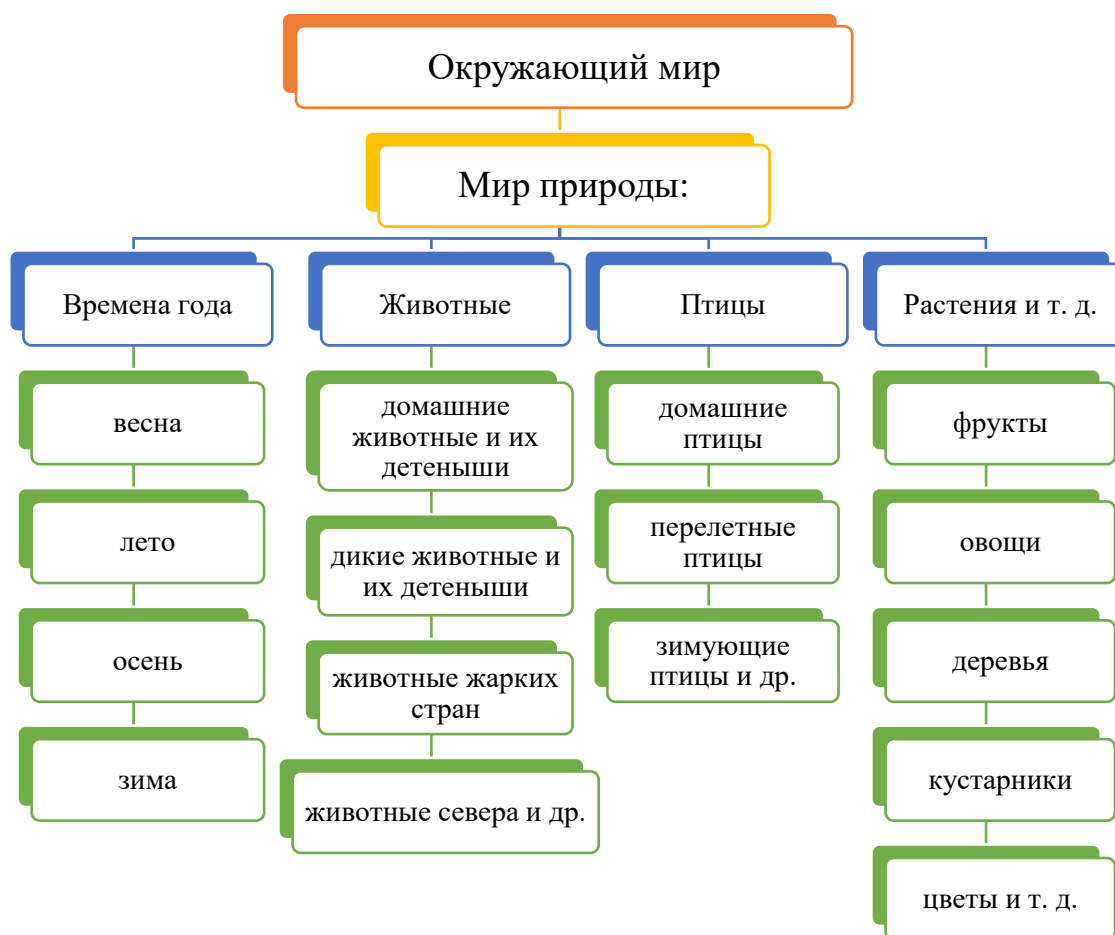 Окружающий мир
Мир природы:
Времена года
весна
лето
осень
зима
Животные
домашние
животные и их
детеныши
дикие животные и
их детеныши
животные жарких
стран
животные севера и др.
Птицы
домашние
птицы
перелетные
птицы
зимующие
птицы и др.
Растения и т. д.
фрукты
овощи
деревья
кустарники
цветы и т. д.